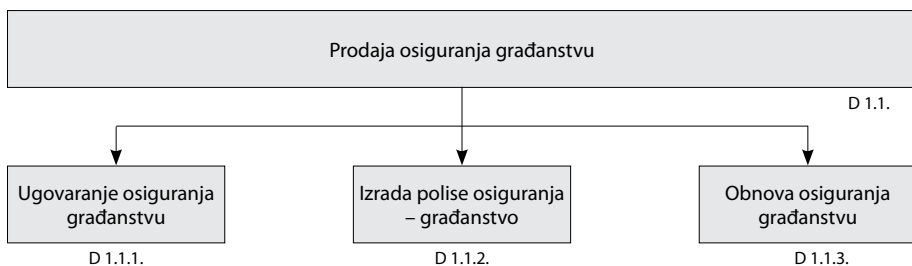 Prodaja osiguranja građanstvu
D 1.1.
Ugovaranje osiguranja
građanstvu
D 1.1.1.
Izrada polise osiguranja
– građanstvo
D 1.1.2.
Obnova osiguranja
građanstvu
D 1.1.3.